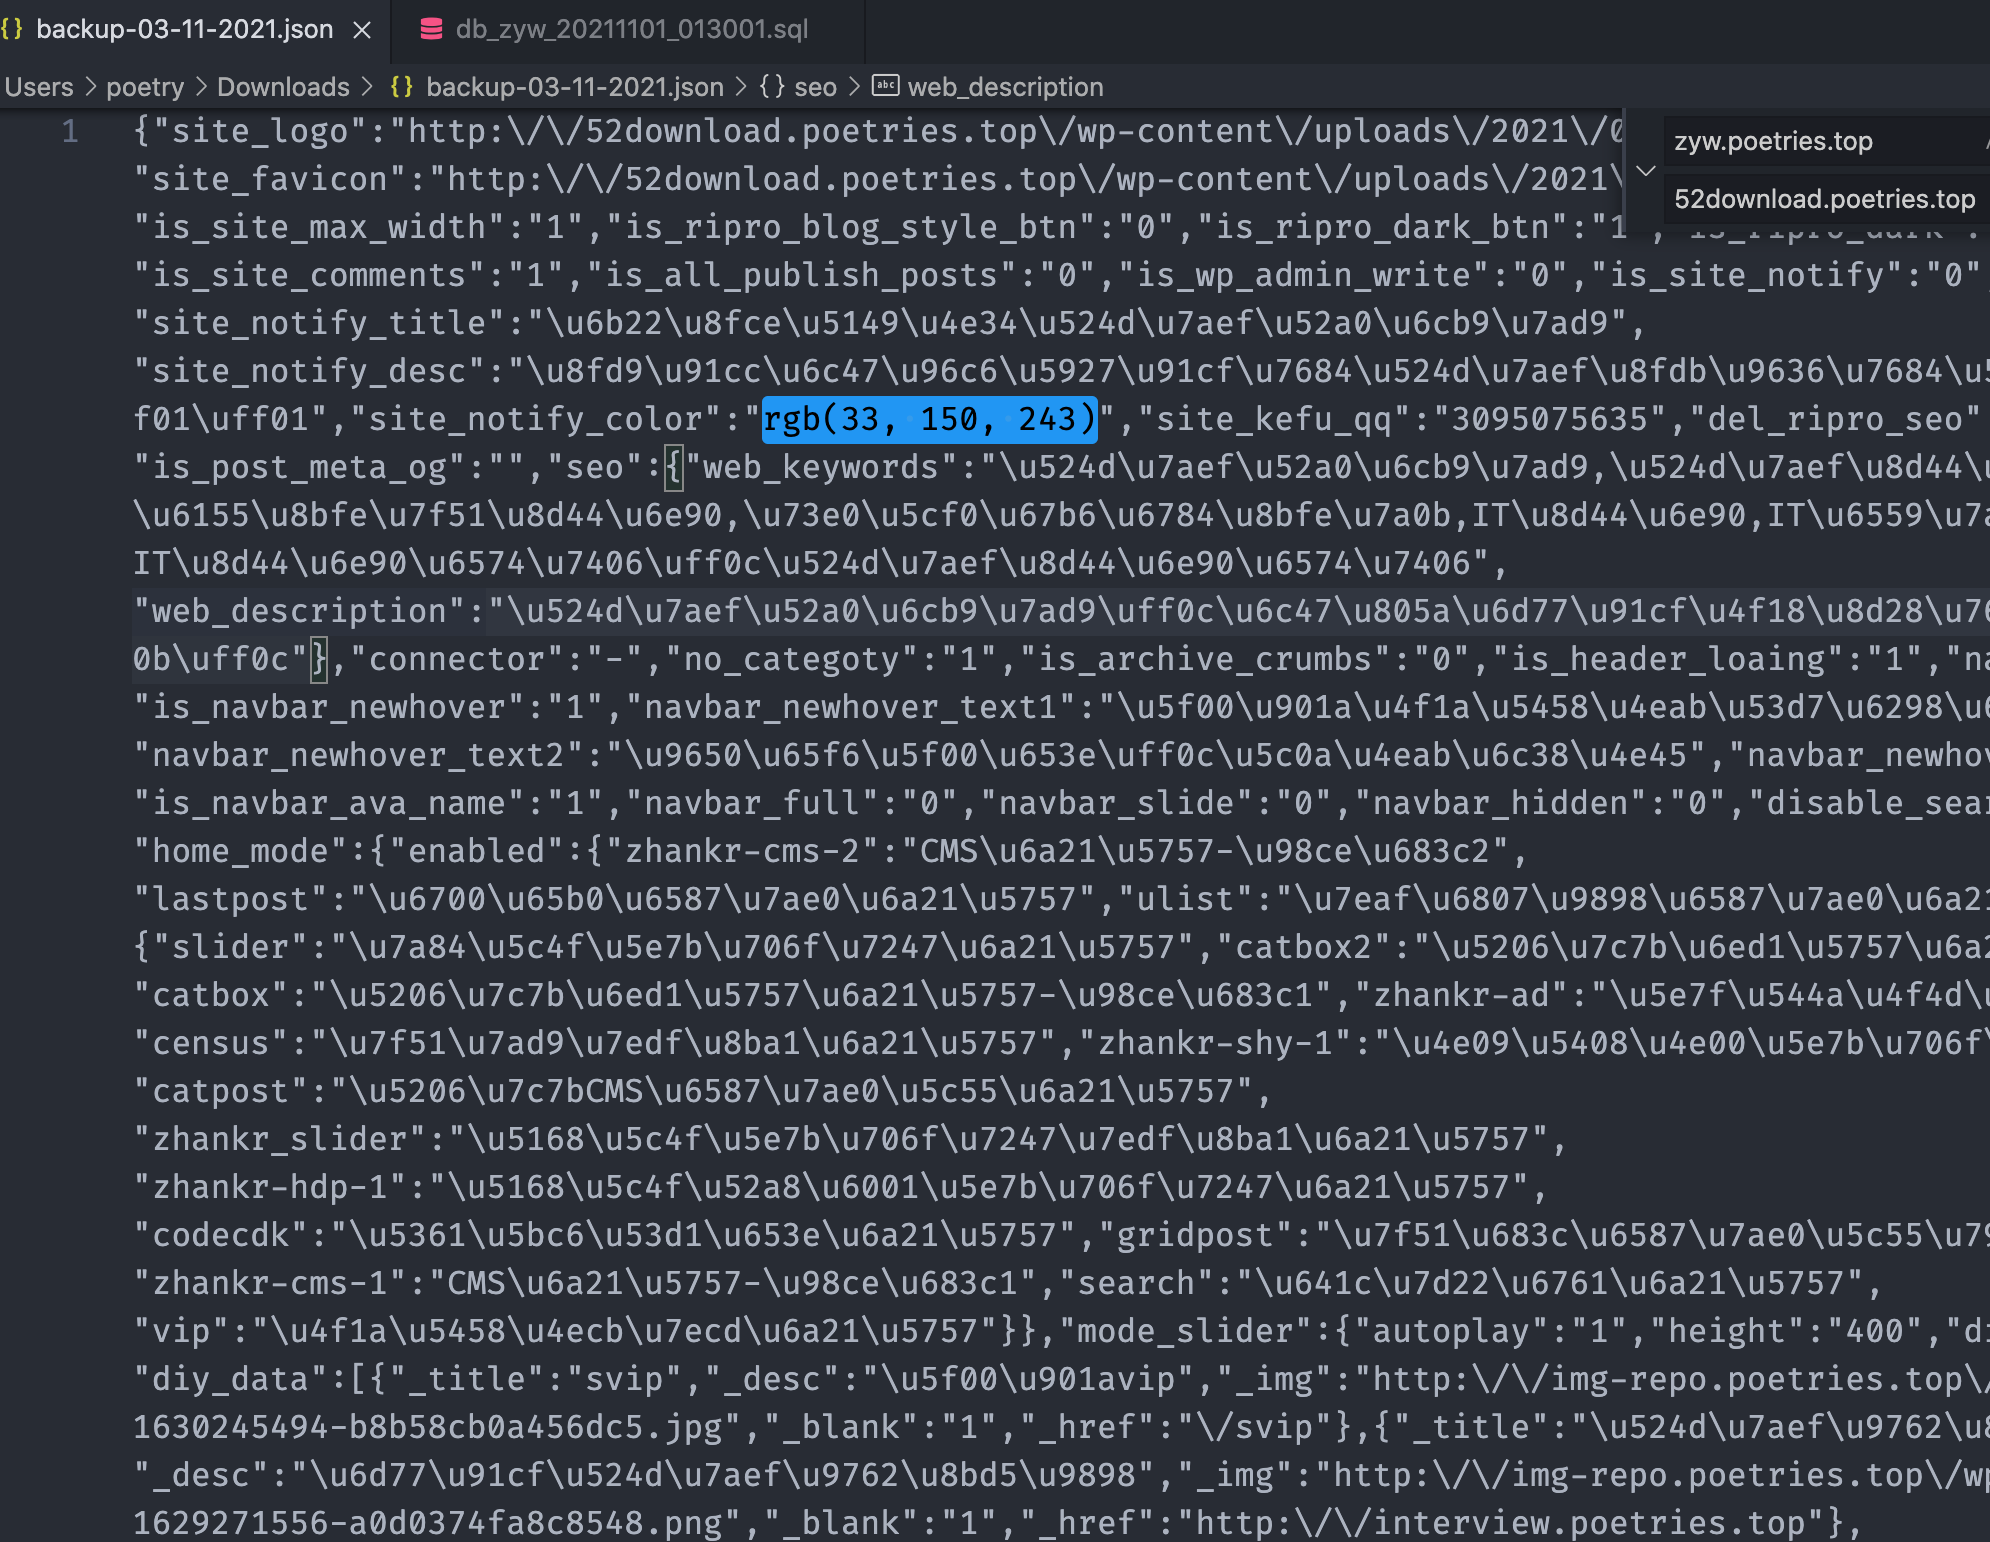 {} backup-03-11-2021.json × db_zyw_20211101_013001.sql
Users > poetry > Downloads > {} backup-03-11-2021.json > {} seo > abc web_description
zyw.poetries.top
52download.poetries.top
1 {"site_logo":"http:\/\/52download.poetries.top\/wp-content\/uploads\/2021\/0
"site_favicon":"http:\/\/52download.poetries.top\/wp-content\/uploads\/2021\
"is_site_max_width":"1","is_ripro_blog_style_btn":"0","is_ripro_dark_btn":"1","is_ripro_dark":
"is_site_comments":"1","is_all_publish_posts":"0","is_wp_admin_write":"0","is_site_notify":"0"
"site_notify_title":"\u6b22\u8fce\u5149\u4e34\u524d\u7aef\u52a0\u6cb9\u7ad9",
"site_notify_desc":"\u8fd9\u91cc\u6c47\u96c6\u5927\u91cf\u7684\u524d\u7aef\u8fdb\u9636\u7684\u5
f01\uff01","site_notify_color":"rgb(33, 150, 243)","site_kefu_qq":"3095075635","del_ripro_seo"
"is_post_meta_og":"","seo":{"web_keywords":"\u524d\u7aef\u52a0\u6cb9\u7ad9,\u524d\u7aef\u8d44\u
\u6155\u8bfe\u7f51\u8d44\u6e90,\u73e0\u5cf0\u67b6\u6784\u8bfe\u7a0b,IT\u8d44\u6e90,IT\u6559\u7a
IT\u8d44\u6e90\u6574\u7406\uff0c\u524d\u7aef\u8d44\u6e90\u6574\u7406",
"web_description":"\u524d\u7aef\u52a0\u6cb9\u7ad9\uff0c\u6c47\u805a\u6d77\u91cf\u4f18\u8d28\u76
0b\uff0c"},"connector":"-","no_categoty":"1","is_archive_crumbs":"0","is_header_loaing":"1","na
"is_navbar_newhover":"1","navbar_newhover_text1":"\u5f00\u901a\u4f1a\u5458\u4eab\u53d7\u6298\u6
"navbar_newhover_text2":"\u9650\u65f6\u5f00\u653e\uff0c\u5c0a\u4eab\u6c38\u4e45","navbar_newhov
"is_navbar_ava_name":"1","navbar_full":"0","navbar_slide":"0","navbar_hidden":"0","disable_sear
"home_mode":{"enabled":{"zhankr-cms-2":"CMS\u6a21\u5757-\u98ce\u683c2",
"lastpost":"\u6700\u65b0\u6587\u7ae0\u6a21\u5757","ulist":"\u7eaf\u6807\u9898\u6587\u7ae0\u6a21
{"slider":"\u7a84\u5c4f\u5e7b\u706f\u7247\u6a21\u5757","catbox2":"\u5206\u7c7b\u6ed1\u5757\u6a2
"catbox":"\u5206\u7c7b\u6ed1\u5757\u6a21\u5757-\u98ce\u683c1","zhankr-ad":"\u5e7f\u544a\u4f4d\u
"census":"\u7f51\u7ad9\u7edf\u8ba1\u6a21\u5757","zhankr-shy-1":"\u4e09\u5408\u4e00\u5e7b\u706f\
"catpost":"\u5206\u7c7bCMS\u6587\u7ae0\u5c55\u6a21\u5757",
"zhankr_slider":"\u5168\u5c4f\u5e7b\u706f\u7247\u7edf\u8ba1\u6a21\u5757",
"zhankr-hdp-1":"\u5168\u5c4f\u52a8\u6001\u5e7b\u706f\u7247\u6a21\u5757",
"codecdk":"\u5361\u5bc6\u53d1\u653e\u6a21\u5757","gridpost":"\u7f51\u683c\u6587\u7ae0\u5c55\u79
"zhankr-cms-1":"CMS\u6a21\u5757-\u98ce\u683c1","search":"\u641c\u7d22\u6761\u6a21\u5757",
"vip":"\u4f1a\u5458\u4ecb\u7ecd\u6a21\u5757"}},"mode_slider":{"autoplay":"1","height":"400","di
"diy_data":[{"_title":"svip","_desc":"\u5f00\u901avip","_img":"http:\/\/img-repo.poetries.top\/
1630245494-b8b58cb0a456dc5.jpg","_blank":"1","_href":"\/svip"},{"_title":"\u524d\u7aef\u9762\u8
"_desc":"\u6d77\u91cf\u524d\u7aef\u9762\u8bd5\u9898","_img":"http:\/\/img-repo.poetries.top\/wp
1629271556-a0d0374fa8c8548.png","_blank":"1","_href":"http:\/\/interview.poetries.top"},